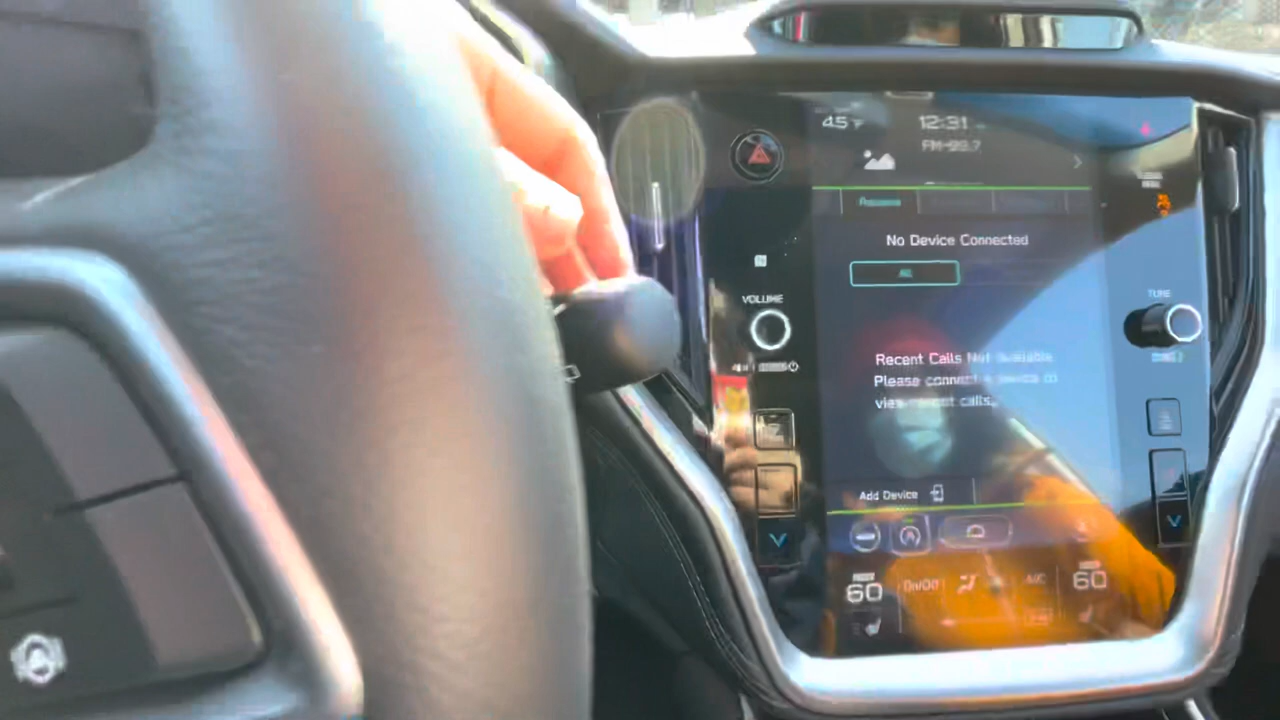 45°F
12:31
FM-99.7
No Device Connected
ALL
VOLUME
TUNE
Recent Calls Not available
Please connect a device to
view recent calls.
Add Device
60
On/Off
A/C
60